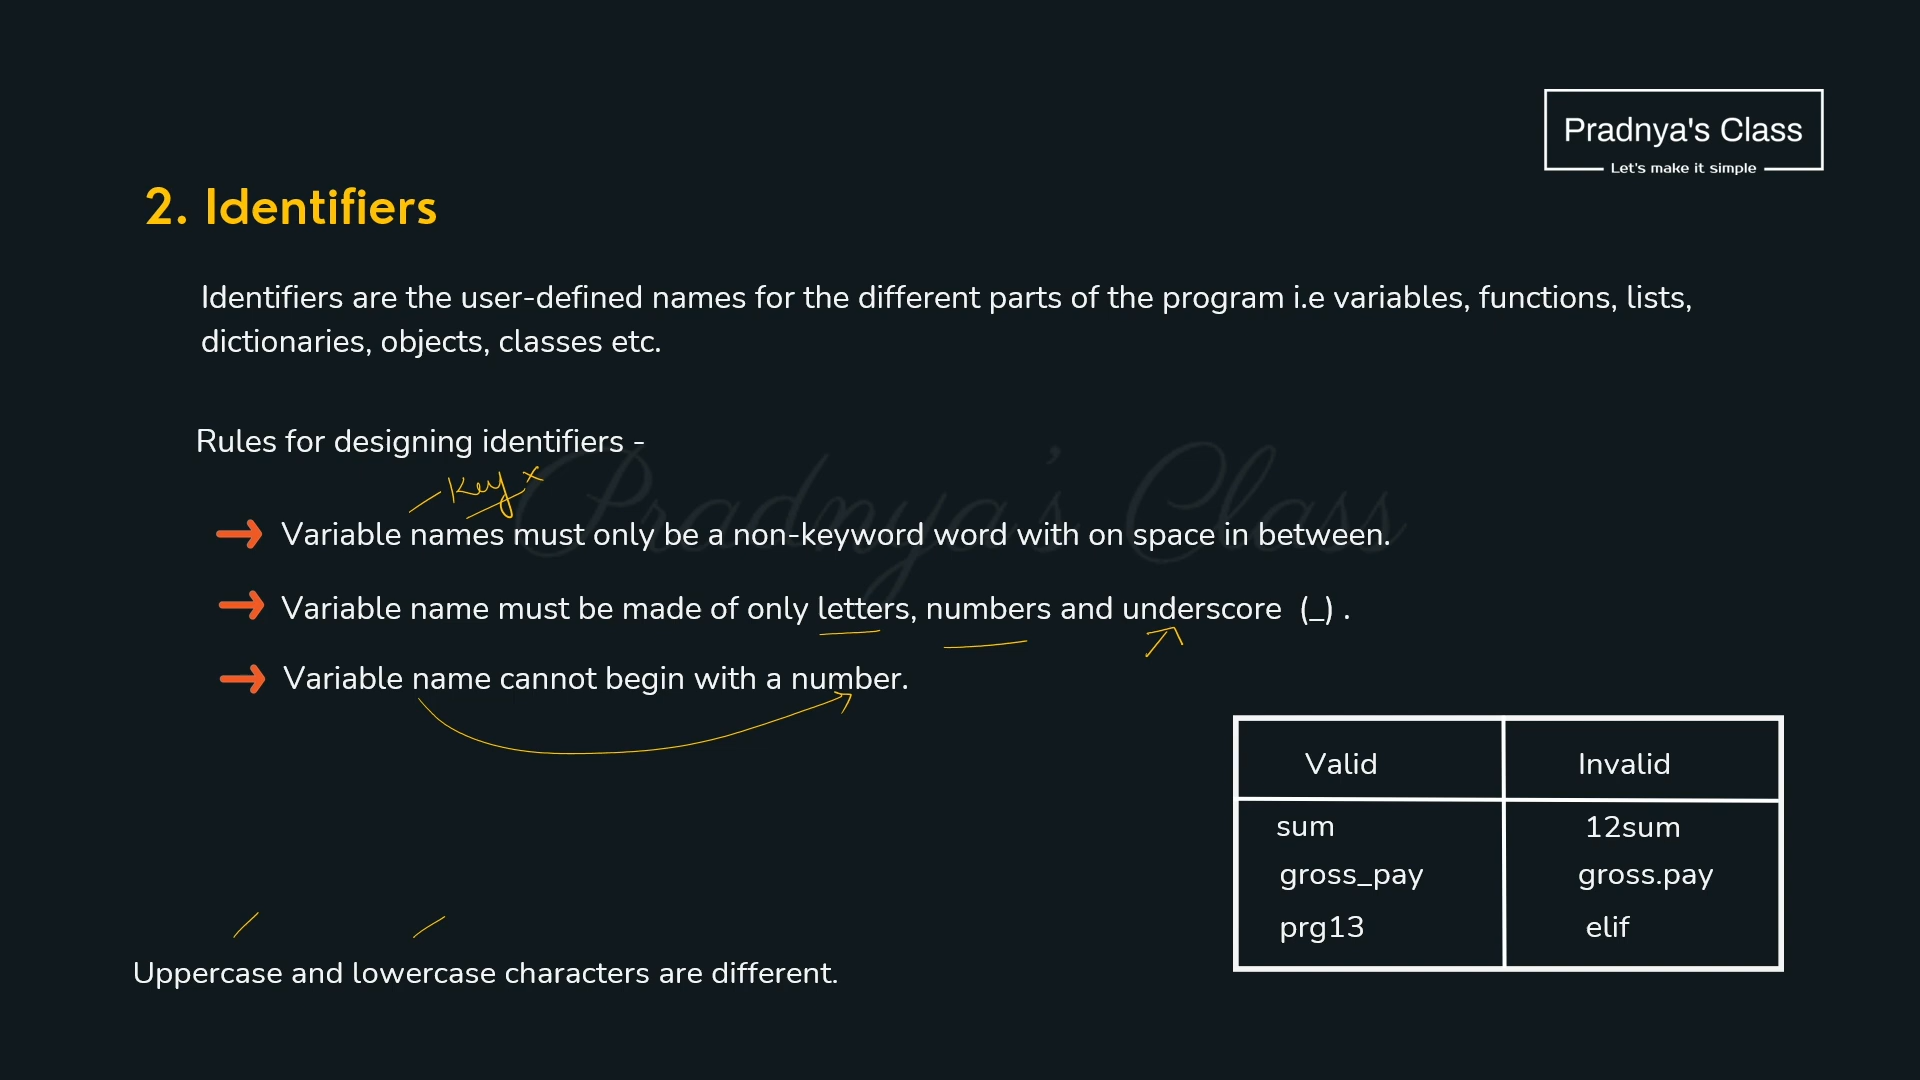 Pradnya's Class
Let's make it simple
2. Identifiers
Identifiers are the user-defined names for the different parts of the program i.e variables, functions, lists,
dictionaries, objects, classes etc.
Rules for designing identifiers -
Key x
Variable names must only be a non-keyword word with on space in between.
Pradnya's Class
Variable name must be made of only letters, numbers and underscore (_) .
Variable name cannot begin with a number.
Valid Invalid
sum 12sum
gross_pay gross.pay
prg13 elif
Uppercase and lowercase characters are different.